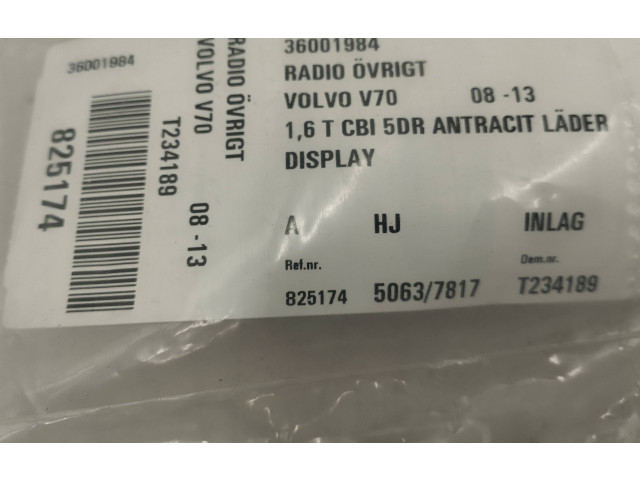 36001984
RADIO ÖVRIGT
VOLVO V70 08 -13
1,6 T CBI 5DR ANTRACIT LÄDER
DISPLAY
A HJ INLAG
Ref.nr. Dem.nr.
825174 5063/7817 T234189
36001984
825174
T234189
VOLVO V70 08 -13
RADIO ÖVRIGT